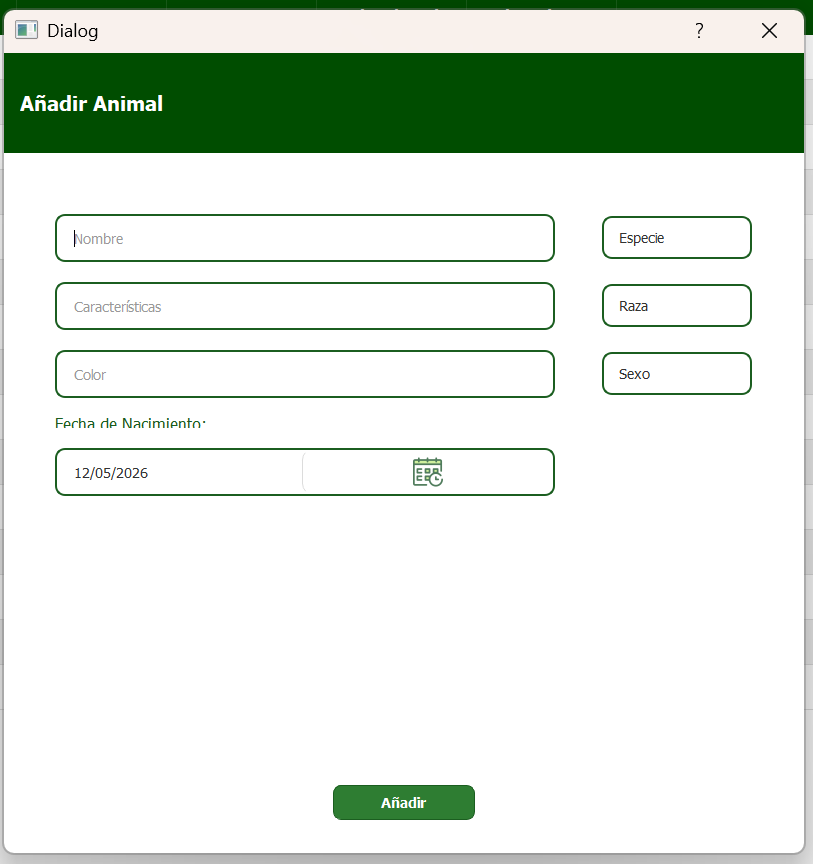 Dialog
?
Añadir Animal
Nombre
Especie
Características
Raza
Color
Sexo
Fecha de Nacimiento:
12/05/2026
Añadir